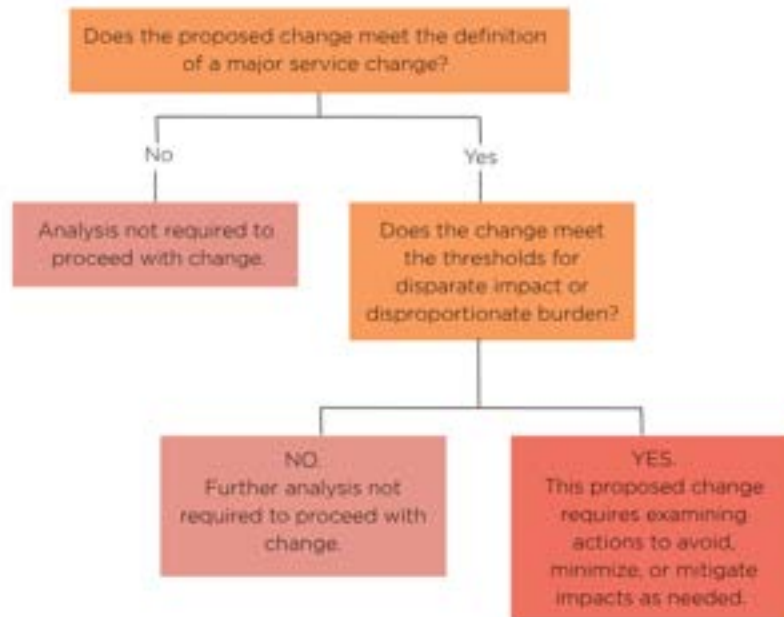 Does the proposed change meet the definition
of a major service change?
No
Yes
Analysis not required to
proceed with change.
Does the change meet
the thresholds for
disparate impact or
disproportionate burden?
NO.
Further analysis not
required to proceed with
change.
YES.
This proposed change
requires examining
actions to avoid,
minimize, or mitigate
impacts as needed.